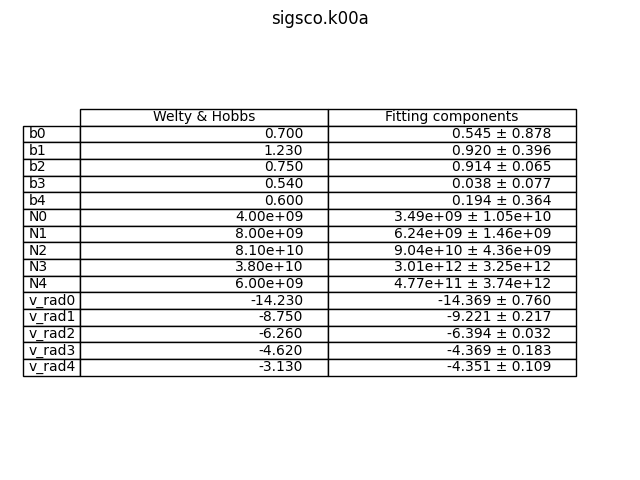 sigsco.k00a
Welty & Hobbs Fitting components
b0 0.700 0.545 ± 0.878
b1 1.230 0.920 ± 0.396
b2 0.750 0.914 ± 0.065
b3 0.540 0.038 ± 0.077
b4 0.600 0.194 ± 0.364
N0 4.00e+09 3.49e+09 ± 1.05e+10
N1 8.00e+09 6.24e+09 ± 1.46e+09
N2 8.10e+10 9.04e+10 ± 4.36e+09
N3 3.80e+10 3.01e+12 ± 3.25e+12
N4 6.00e+09 4.77e+11 ± 3.74e+12
v_rad0 -14.230 -14.369 ± 0.760
v_rad1 -8.750 -9.221 ± 0.217
v_rad2 -6.260 -6.394 ± 0.032
v_rad3 -4.620 -4.369 ± 0.183
v_rad4 -3.130 -4.351 ± 0.109